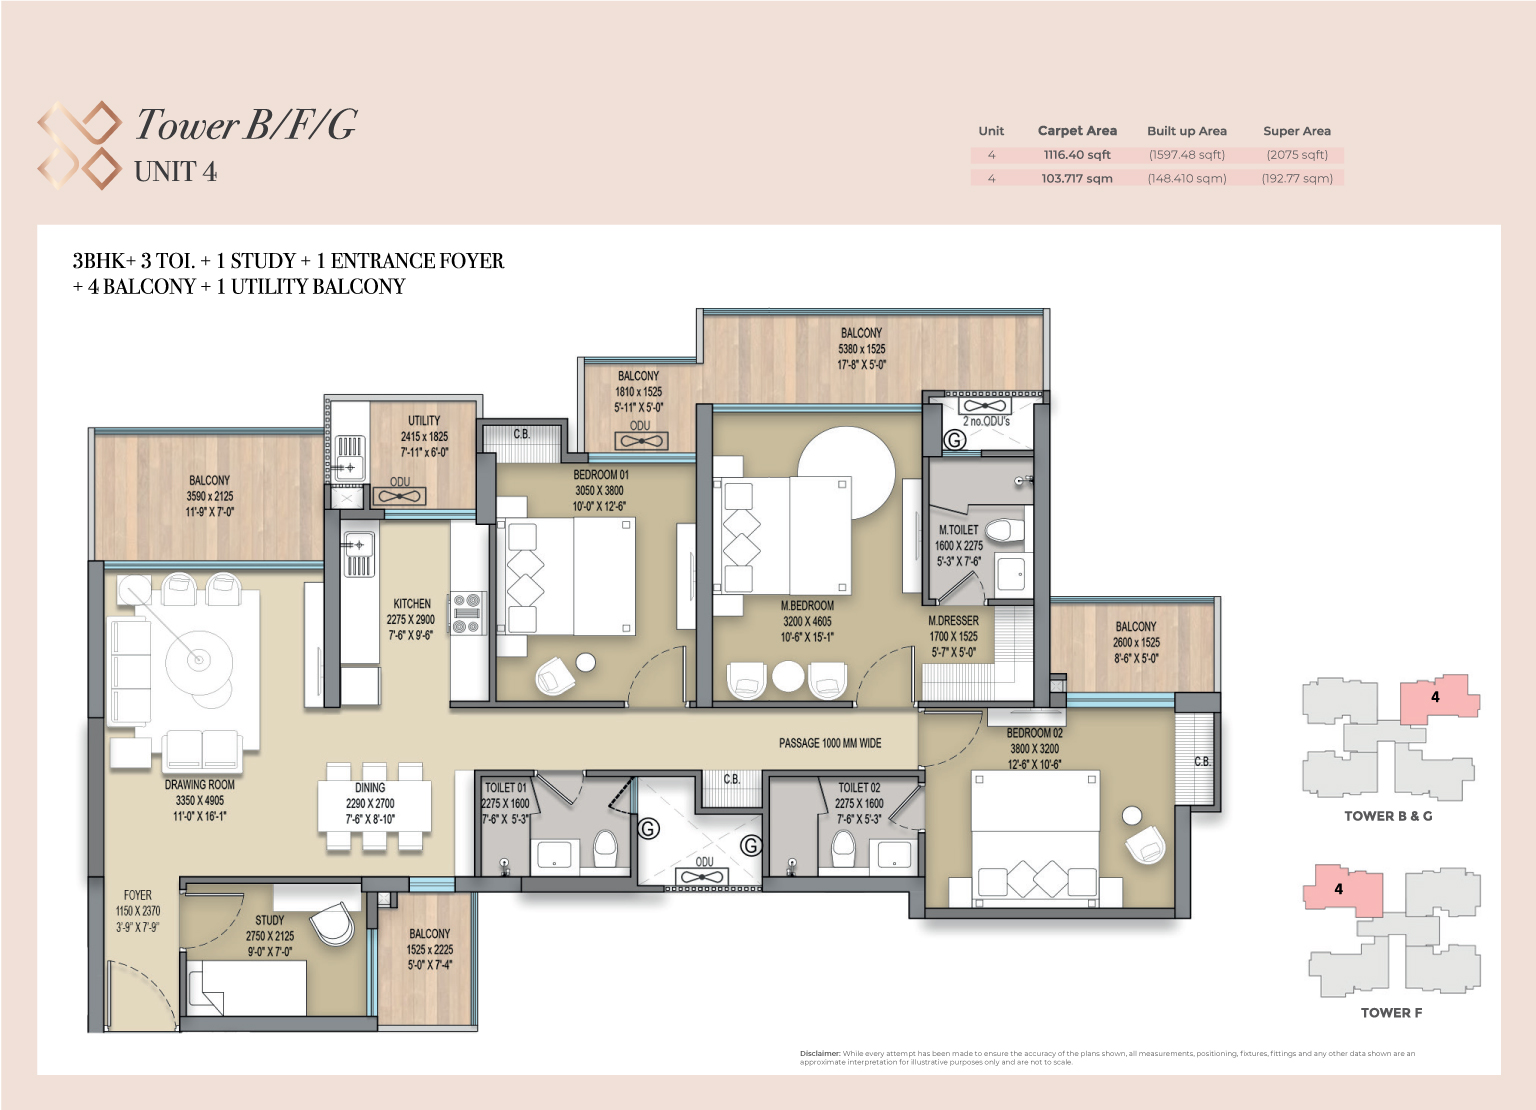 Tower B/F/G
UNIT 4
Unit Carpet Area Built up Area Super Area
4 1116.40 sqft (1597.48 sqft) (2075 sqft)
4 103.717 sqm (148.410 sqm) (192.77 sqm)
3BHK+ 3 TOI. + 1 STUDY + 1 ENTRANCE FOYER
+ 4 BALCONY + 1 UTILITY BALCONY
BALCONY
5380 x 1525
17'-8" X 5'-0"
BALCONY
1810 x 1525
5'-11" X 5'-0"
ODU
2 no.ODU's
G
UTILITY
2415 x 1825
7'-11" x 6'-0"
ODU
C.B.
BALCONY
3590 x 2125
11'-9" X 7'-0"
BEDROOM 01
3050 X 3800
10'-0" X 12'-6"
M.TOILET
1600 X 2275
5'-3" X 7'-6"
KITCHEN
2275 X 2900
7'-6" X 9'-6"
M.BEDROOM
3200 X 4605
10'-6" X 15'-1"
M.DRESSER
1700 X 1525
5'-7" X 5'-0"
BALCONY
2600 x 1525
8'-6" X 5'-0"
PASSAGE 1000 MM WIDE
BEDROOM 02
3800 X 3200
12'-6" X 10'-6"
C.B.
DRAWING ROOM
3350 X 4905
11'-0" X 16'-1"
DINING
2290 X 2700
7'-6" X 8'-10"
TOILET 01
2275 X 1600
7'-6" X 5'-3"
C.B.
G
G
ODU
TOILET 02
2275 X 1600
7'-6" X 5'-3"
FOYER
1150 X 2370
3'-9" X 7'-9"
STUDY
2750 X 2125
9'-0" X 7'-0"
BALCONY
1525 x 2225
5'-0" X 7'-4"
4
TOWER B & G
4
TOWER F
Disclaimer: While every attempt has been made to ensure the accuracy of the plans shown, all measurements, positioning, fixtures, fittings and any other data shown are an
approximate interpretation for illustrative purposes only and are not to scale.